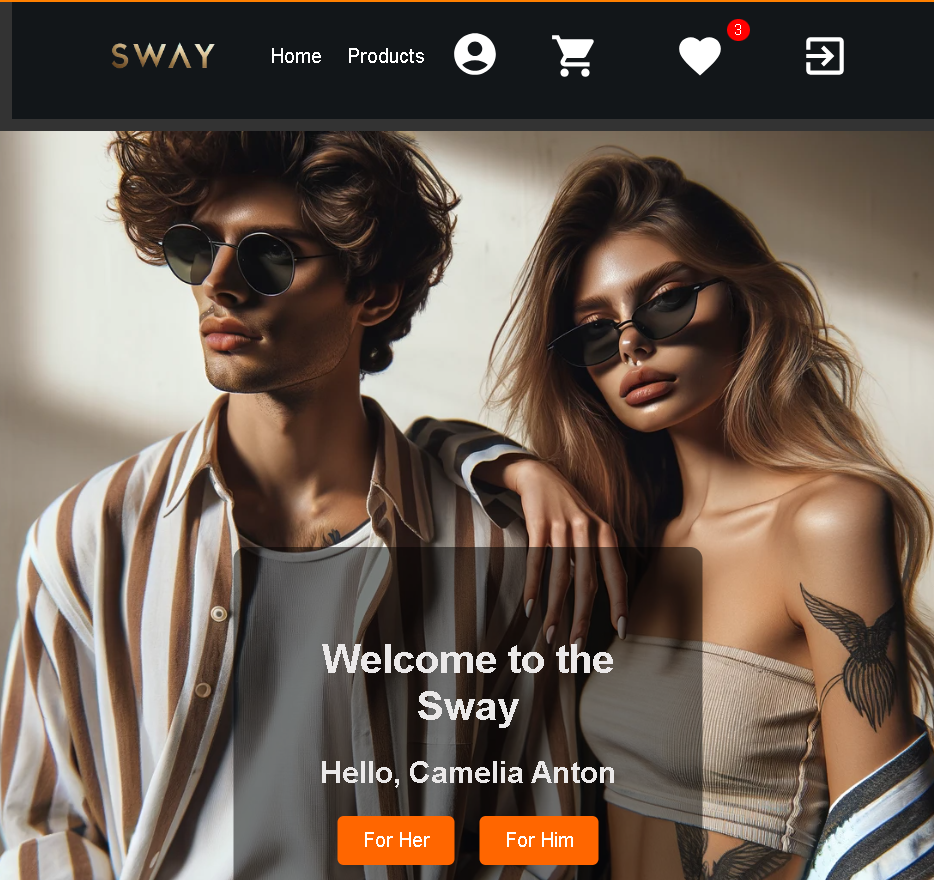 SWAY
Home
Products
3
Welcome to the
Sway
Hello, Camelia Anton
For Her
For Him